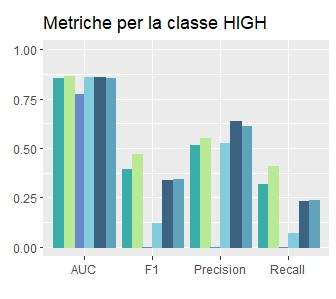 Metriche per la classe HIGH
1.00
0.75
0.50
0.25
0.00
AUC F1 Precision Recall